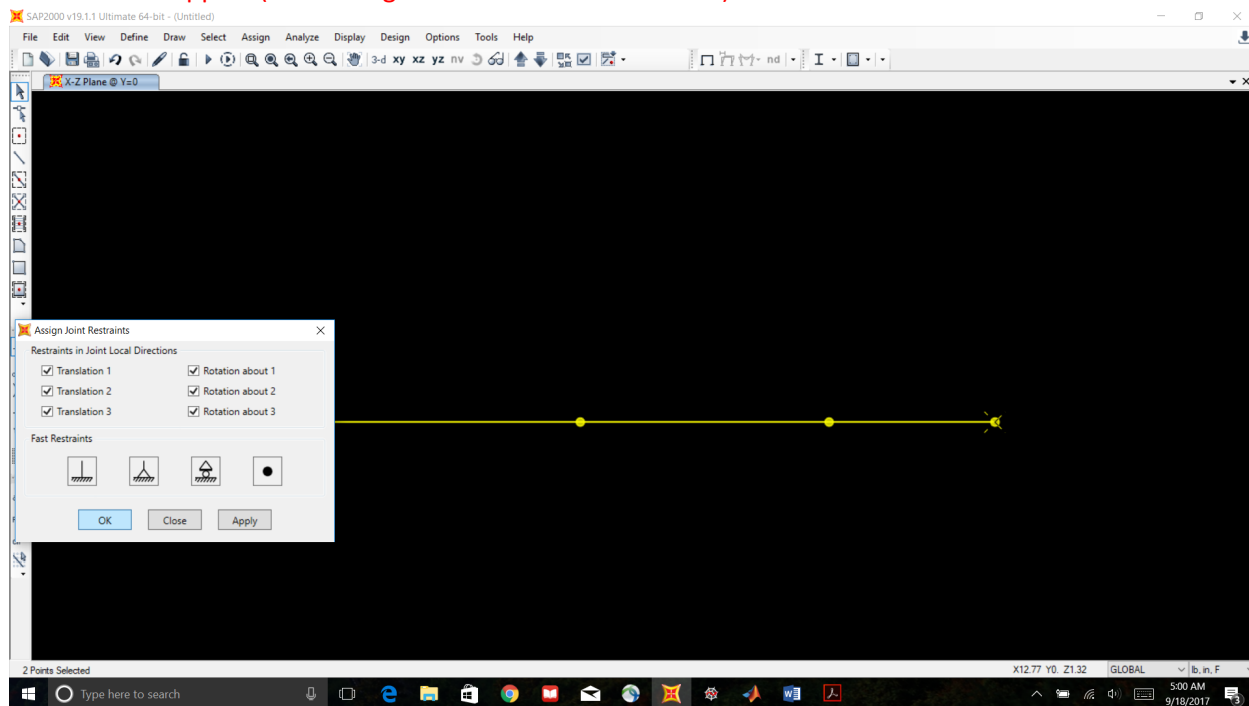 SAP2000 v19.1.1 Ultimate 64-bit - (Untitled)
File Edit View Define Draw Select Assign Analyze Display Design Options Tools Help
3-d xy xz yz nv nd
X-Z Plane @ Y=0
Assign Joint Restraints
Restraints in Joint Local Directions
Translation 1 Rotation about 1
Translation 2 Rotation about 2
Translation 3 Rotation about 3
Fast Restraints
OK Close Apply
2 Points Selected X12.77 Y0. Z1.32 GLOBAL lb, in, F
Type here to search 5:00 AM
9/18/2017